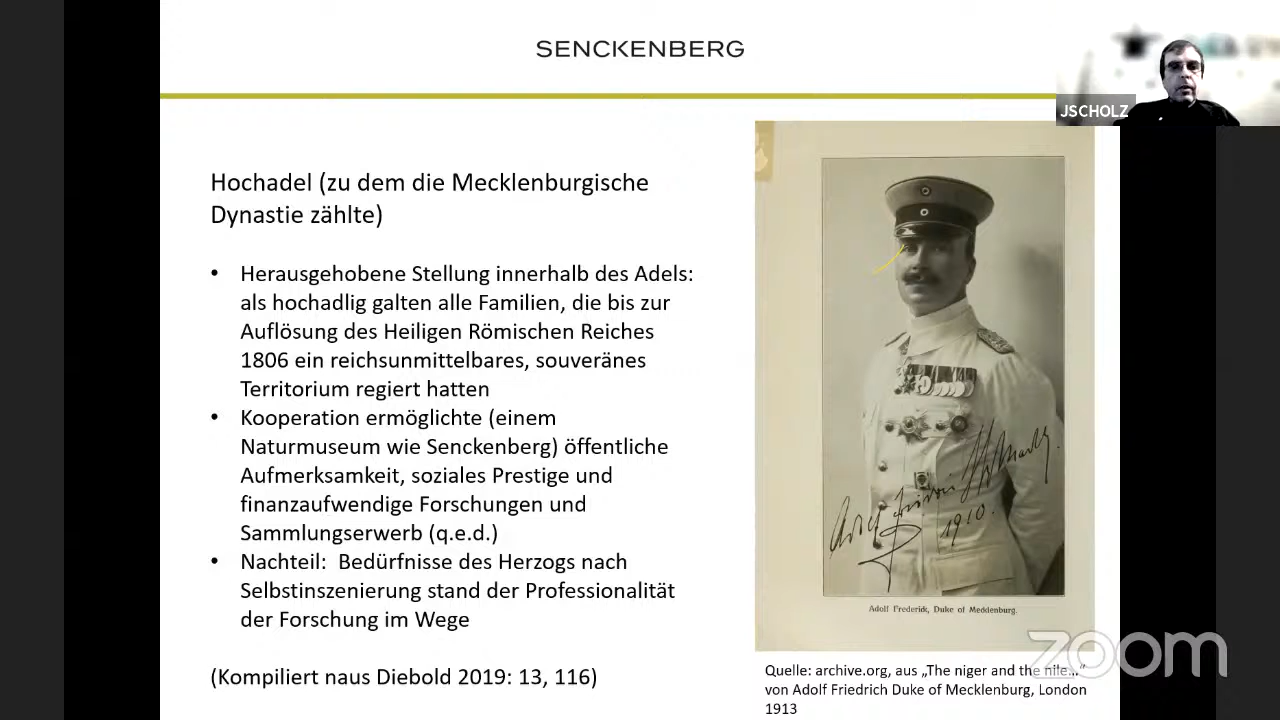 SENCKENBERG
JSCHOLZ
Hochadel (zu dem die Mecklenburgische
Dynastie zählte)
• Herausgehobene Stellung innerhalb des Adels:
als hochadlig galten alle Familien, die bis zur
Auflösung des Heiligen Römischen Reiches
1806 ein reichsunmittelbares, souveränes
Territorium regiert hatten
• Kooperation ermöglichte (einem
Naturmuseum wie Senckenberg) öffentliche
Aufmerksamkeit, soziales Prestige und
finanzaufwendige Forschungen und
Sammlungserwerb (q.e.d.)
• Nachteil: Bedürfnisse des Herzogs nach
Selbstinszenierung stand der Professionalität
der Forschung im Wege
(Kompiliert naus Diebold 2019: 13, 116)
Adolf Friedrich
1910.
Adolf Frederick, Duke of Mecklenburg.
Quelle: archive.org, aus „The niger and the nile...“
von Adolf Friedrich Duke of Mecklenburg, London
1913
zoom